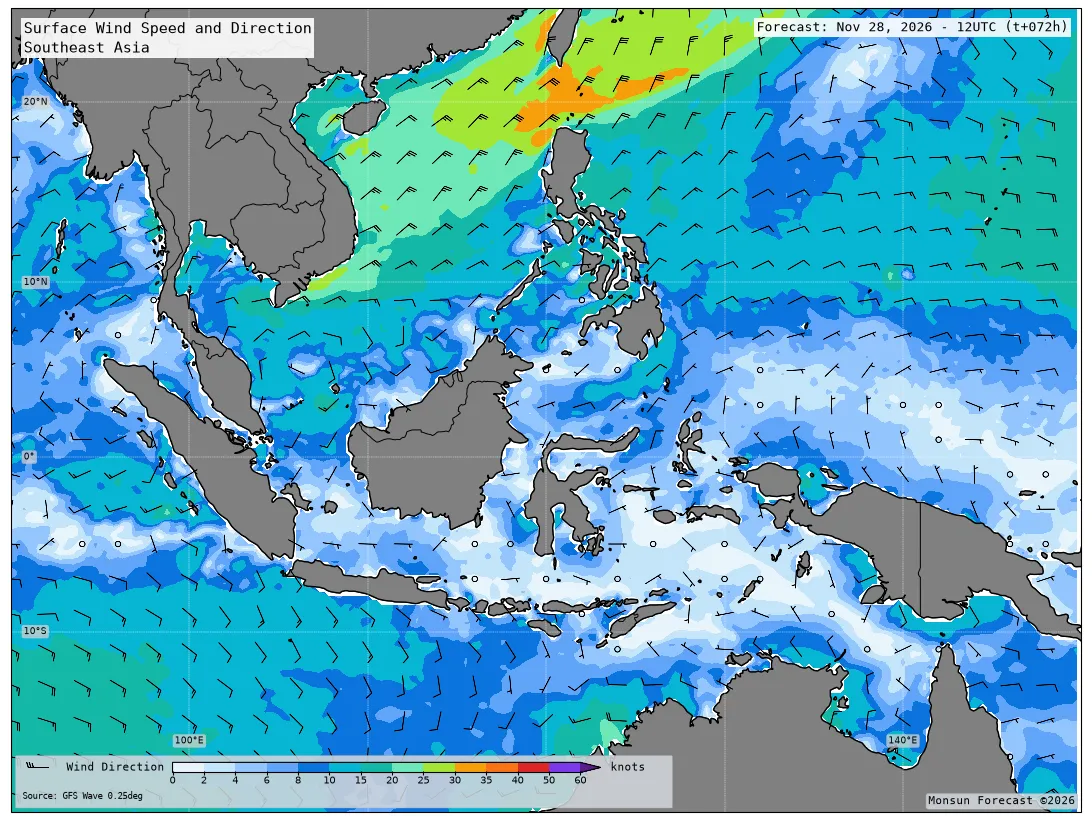 Surface Wind Speed and Direction
Southeast Asia
Forecast: Nov 28, 2026 - 12UTC (t+072h)
20°N
10°N
0°
10°S
100°E
140°E
Wind Direction
0 2 4 6 8 10 15 20 25 30 35 40 50 60
knots
Source: GFS Wave 0.25deg
Monsun Forecast ©2026